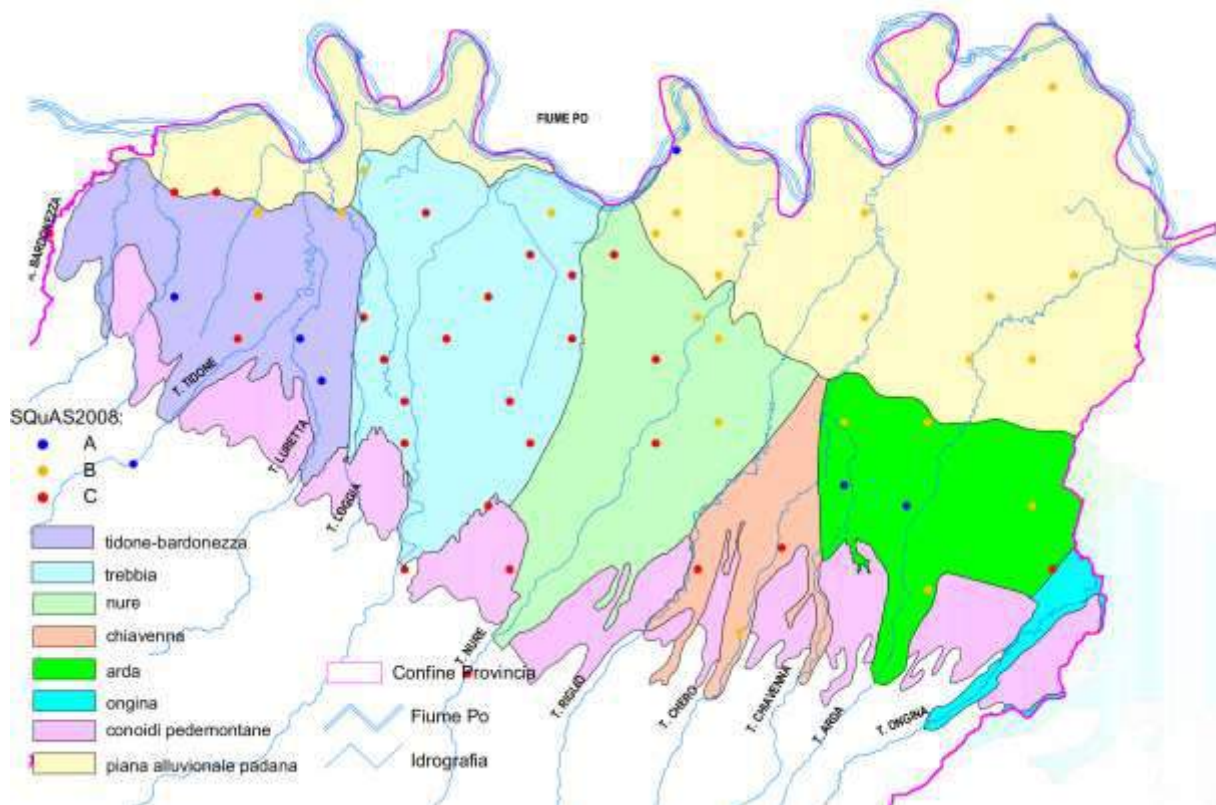 FIUME PO
R. BARDONEZZA
T. TIDONE
T. LURETTA
T. LOGGIA
T. NURE
T. RIGLIO
T. CHERO
T. CHIAVENNA
T. ARDA
T. ONGINA
SQuAS2008:
A
B
C
tidone-bardonezza
trebbia
nure
chiavenna
arda
ongina
conoidi pedemontane
piana alluvionale padana
Confine Provincia
Fiume Po
Idrografia